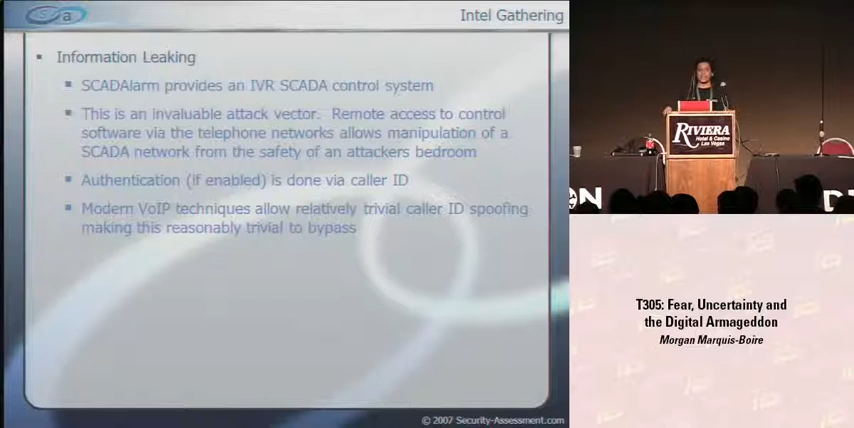 sa
Intel Gathering
Information Leaking
SCADAlarm provides an IVR SCADA control system
This is an invaluable attack vector. Remote access to control
software via the telephone networks allows manipulation of a
SCADA network from the safety of an attackers bedroom
Authentication (if enabled) is done via caller ID
Modern VoIP techniques allow relatively trivial caller ID spoofing
making this reasonably trivial to bypass
© 2007 Security-Assessment.com
RIVIERA
Hotel & Casino
Las Vegas
T305: Fear, Uncertainty and
the Digital Armageddon
Morgan Marquis-Boire